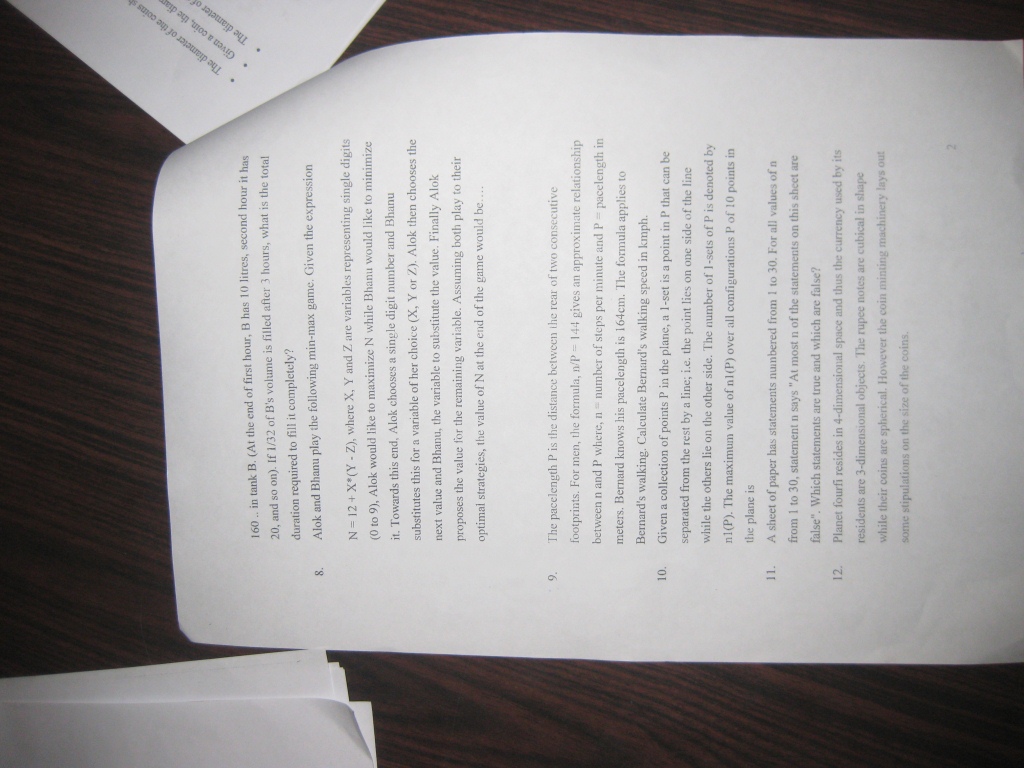 160 .. in tank B. (At the end of first hour, B has 10 litres, second hour it has
20, and so on). If 1/32 of B's volume is filled after 3 hours, what is the total
duration required to fill it completely?
8. Alok and Bhanu play the following min-max game. Given the expression
N = 12 + X*(Y - Z), where X, Y and Z are variables representing single digits
(0 to 9), Alok would like to maximize N while Bhanu would like to minimize
it. Towards this end, Alok chooses a single digit number and Bhanu
substitutes this for a variable of her choice (X, Y or Z). Alok then chooses the
next value and Bhanu, the variable to substitute the value. Finally Alok
proposes the value for the remaining variable. Assuming both play to their
optimal strategies, the value of N at the end of the game would be....
9. The pacelength P is the distance between the rear of two consecutive
footprints. For men, the formula, n/P = 144 gives an approximate relationship
between n and P where, n = number of steps per minute and P = pacelength in
meters. Bernard knows his pacelength is 164cm. The formula applies to
Bernard's walking. Calculate Bernard's walking speed in kmph.
10. Given a collection of points P in the plane, a 1-set is a point in P that can be
separated from the rest by a line; i.e. the point lies on one side of the line
while the others lie on the other side. The number of 1-sets of P is denoted by
n1(P). The maximum value of n1(P) over all configurations P of 10 points in
the plane is
11. A sheet of paper has statements numbered from 1 to 30. For all values of n
from 1 to 30, statement n says "At most n of the statements on this sheet are
false". Which statements are true and which are false?
12. Planet fourfi resides in 4-dimensional space and thus the currency used by its
residents are 3-dimensional objects. The rupee notes are cubical in shape
while their coins are spherical. However the coin minting machinery lays out
some stipulations on the size of the coins.
2
• The diameter of the coins
• Given a coin, the
• The diameter of